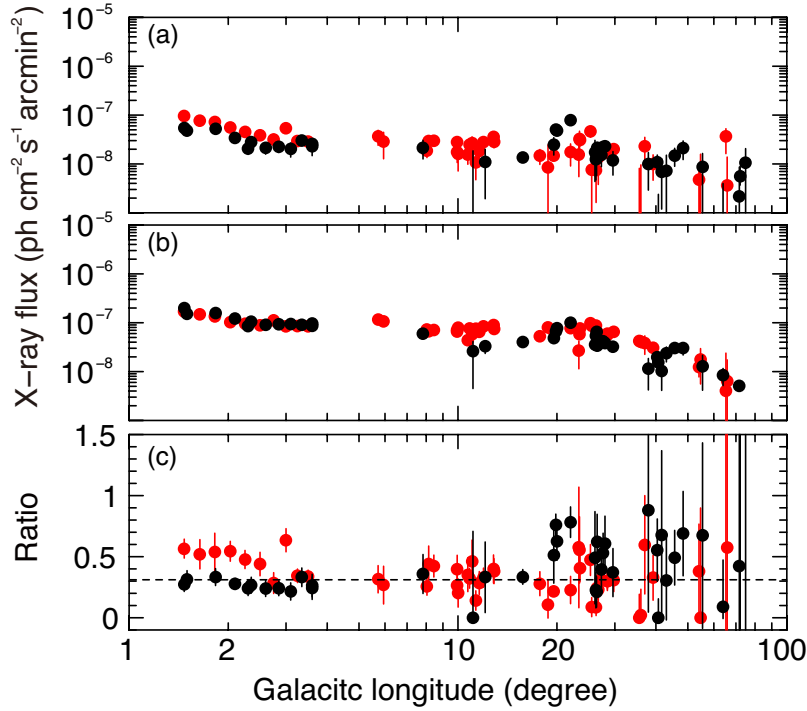 X−ray flux (ph cm−2 s−1 arcmin−2)
(a)
10−5
10−6
10−7
10−8
10−5
(b)
10−6
10−7
10−8
Ratio
(c)
1.5
1
0.5
0
1 2 10 20 100
Galacitc longitude (degree)